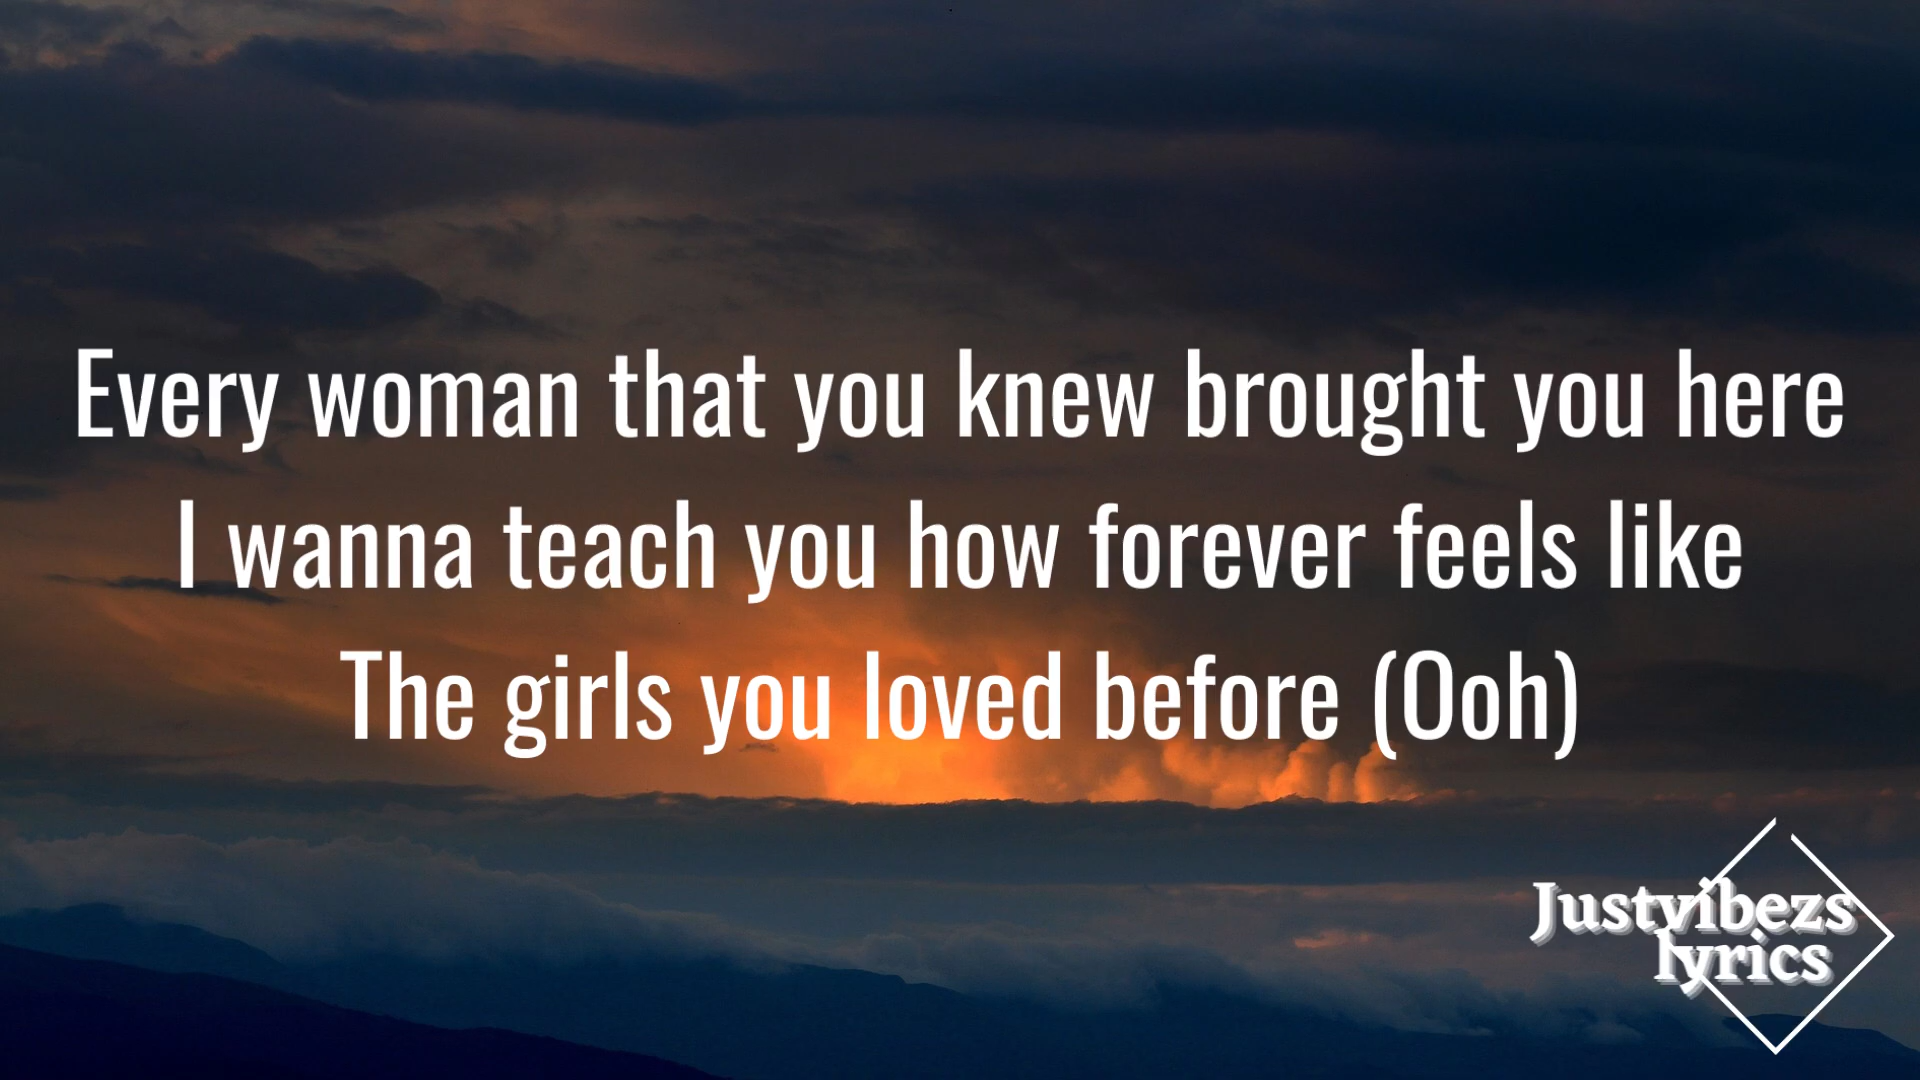 Every woman that you knew brought you here
I wanna teach you how forever feels like
The girls you loved before (Ooh)
Justvibezs
lyrics